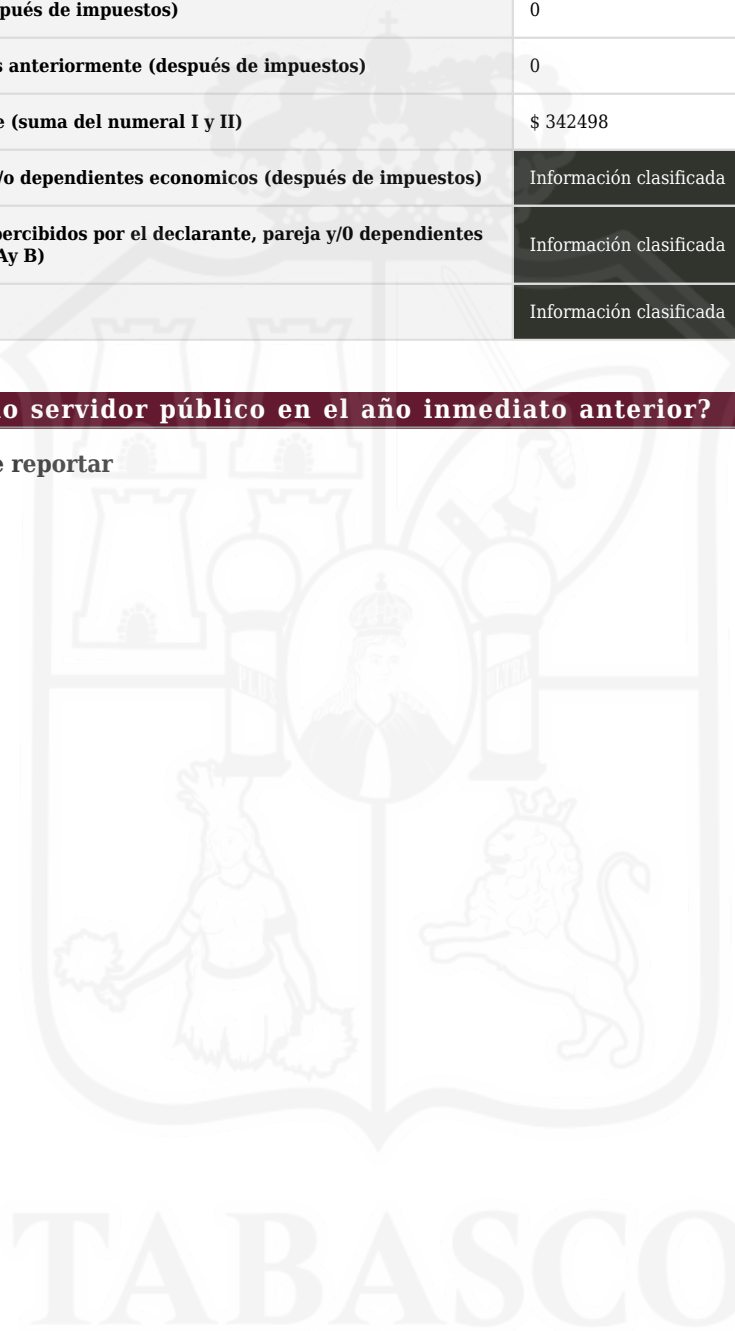 pués de impuestos)
0
s anteriormente (después de impuestos)
0
e (suma del numeral I y II)
$ 342498
/o dependientes economicos (después de impuestos)
Información clasificada
percibidos por el declarante, pareja y/0 dependientes
Ay B)
Información clasificada
Información clasificada
o servidor público en el año inmediato anterior?
e reportar
PLUS
ULTRA
TABASCO